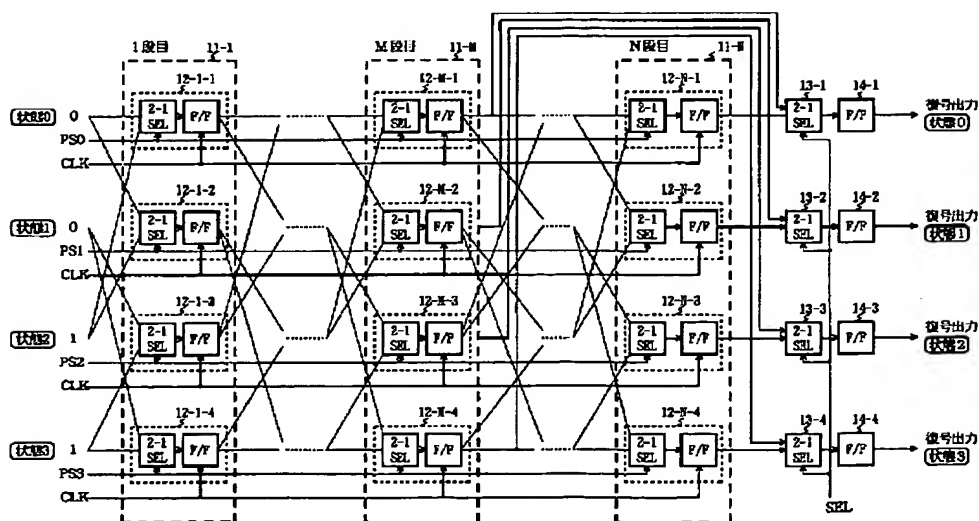 1段目 11-1 M段目 11-M N段目 11-N
12-1-1 12-M-1 12-N-1 13-1 14-1
状態0 0 2-1 SEL F/F 2-1 SEL F/F 2-1 SEL F/F 2-1 SEL F/F 復号出力 状態0
PS0
CLK
12-1-2 12-M-2 12-N-2 13-2 14-2
状態1 0 2-1 SEL F/F 2-1 SEL F/F 2-1 SEL F/F 2-1 SEL F/F 復号出力 状態1
PS1
CLK
12-1-3 12-M-3 12-N-3 13-3 14-3
状態2 1 2-1 SEL F/F 2-1 SEL F/F 2-1 SEL F/F 2-1 SEL F/F 復号出力 状態2
PS2
CLK
12-1-4 12-M-4 12-N-4 13-4 14-4
状態3 1 2-1 SEL F/F 2-1 SEL F/F 2-1 SEL F/F 2-1 SEL F/F 復号出力 状態3
PS3
CLK
SEL